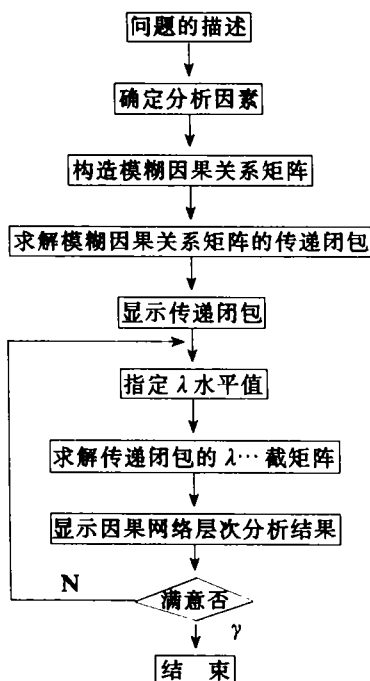 问题的描述
确定分析因素
构造模糊因果关系矩阵
求解模糊因果关系矩阵的传递闭包
显示传递闭包
指定λ水平值
求解传递闭包的λ…截矩阵
显示因果网络层次分析结果
N
满意否
γ
结 束